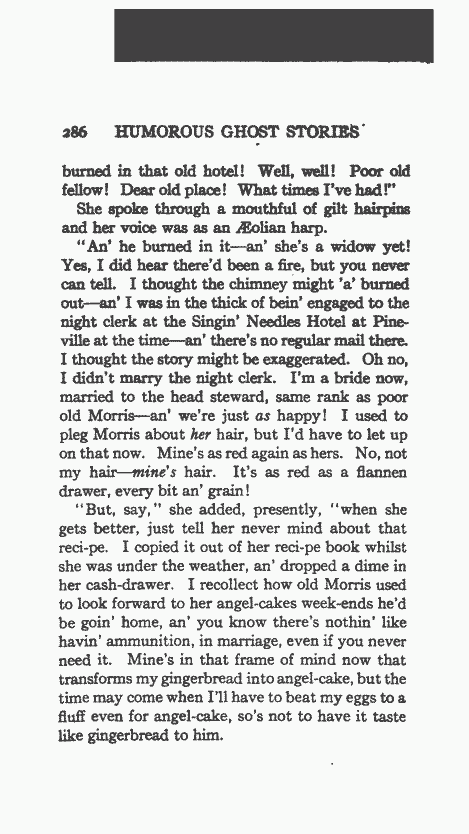 286 HUMOROUS GHOST STORIES
burned in that old hotel! Well, well! Poor old
fellow! Dear old place! What times I've had!"
She spoke through a mouthful of gilt hairpins
and her voice was as an Æolian harp.
"An' he burned in it—an' she's a widow yet!
Yes, I did hear there'd been a fire, but you never
can tell. I thought the chimney might 'a' burned
out—an' I was in the thick of bein' engaged to the
night clerk at the Singin' Needles Hotel at Pine-
ville at the time—an' there's no regular mail there.
I thought the story might be exaggerated. Oh no,
I didn't marry the night clerk. I'm a bride now,
married to the head steward, same rank as poor
old Morris—an' we're just as happy! I used to
pleg Morris about her hair, but I'd have to let up
on that now. Mine's as red again as hers. No, not
my hair—mine's hair. It's as red as a flannen
drawer, every bit an' grain!
"But, say," she added, presently, "when she
gets better, just tell her never mind about that
reci-pe. I copied it out of her reci-pe book whilst
she was under the weather, an' dropped a dime in
her cash-drawer. I recollect how old Morris used
to look forward to her angel-cakes week-ends he'd
be goin' home, an' you know there's nothin' like
havin' ammunition, in marriage, even if you never
need it. Mine's in that frame of mind now that
transforms my gingerbread into angel-cake, but the
time may come when I'll have to beat my eggs to a
fluff even for angel-cake, so's not to have it taste
like gingerbread to him.